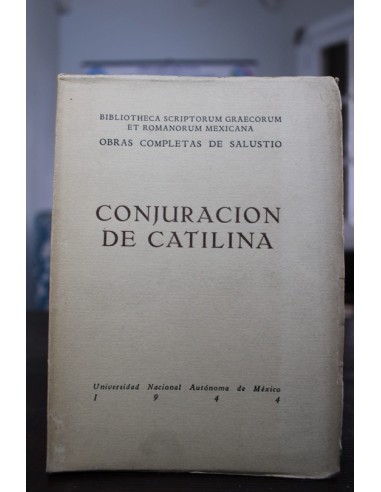 BIBLIOTHECA SCRIPTORUM GRAECORUM
ET ROMANORUM MEXICANA
OBRAS COMPLETAS DE SALUSTIO
CONJURACION
DE CATILINA
Universidad Nacional Autónoma de México
1 9 4 4